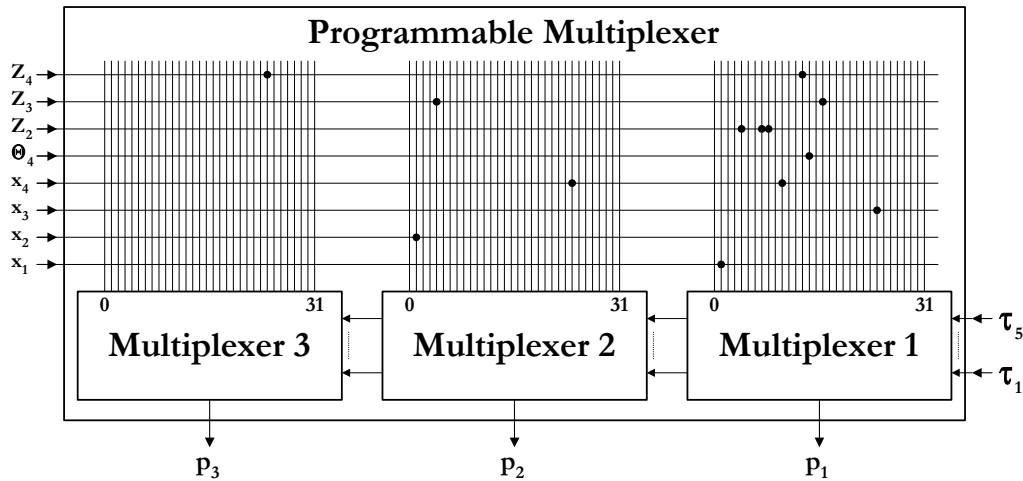 Programmable Multiplexer
Z₄
Z₃
Z₂
Θ₄
x₄
x₃
x₂
x₁
0 31 0 31 0 31
Multiplexer 3 Multiplexer 2 Multiplexer 1
τ₅
τ₁
p₃ p₂ p₁